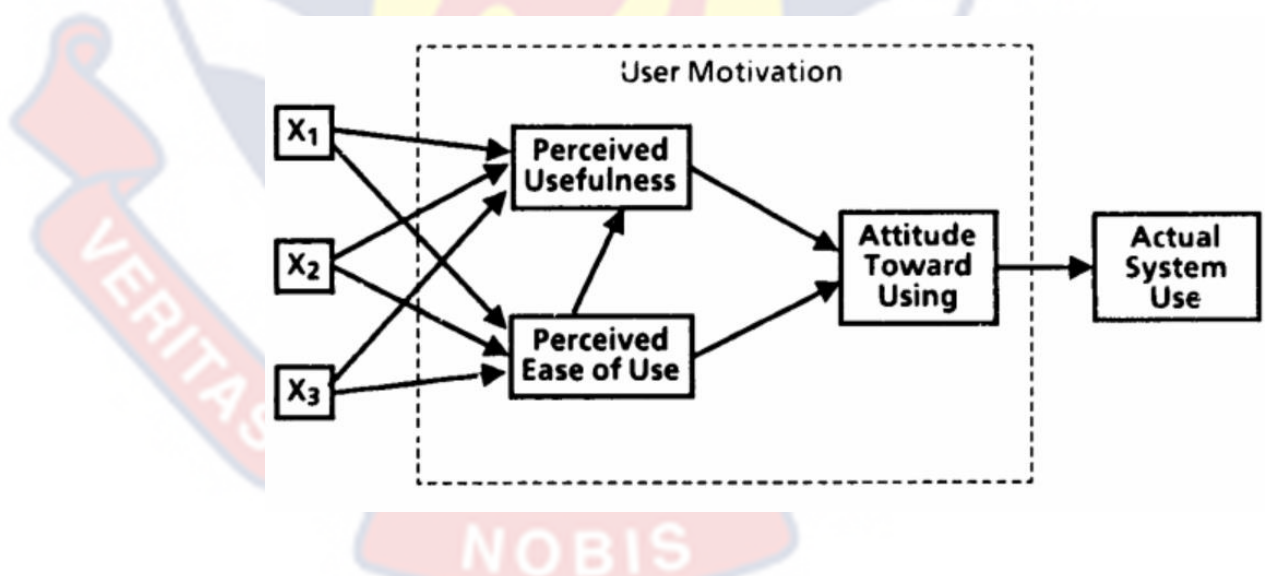 User Motivation
X1
Perceived
Usefulness
X2
Attitude
Toward
Using
Actual
System
Use
Perceived
Ease of Use
X3
VERITAS
NOBIS